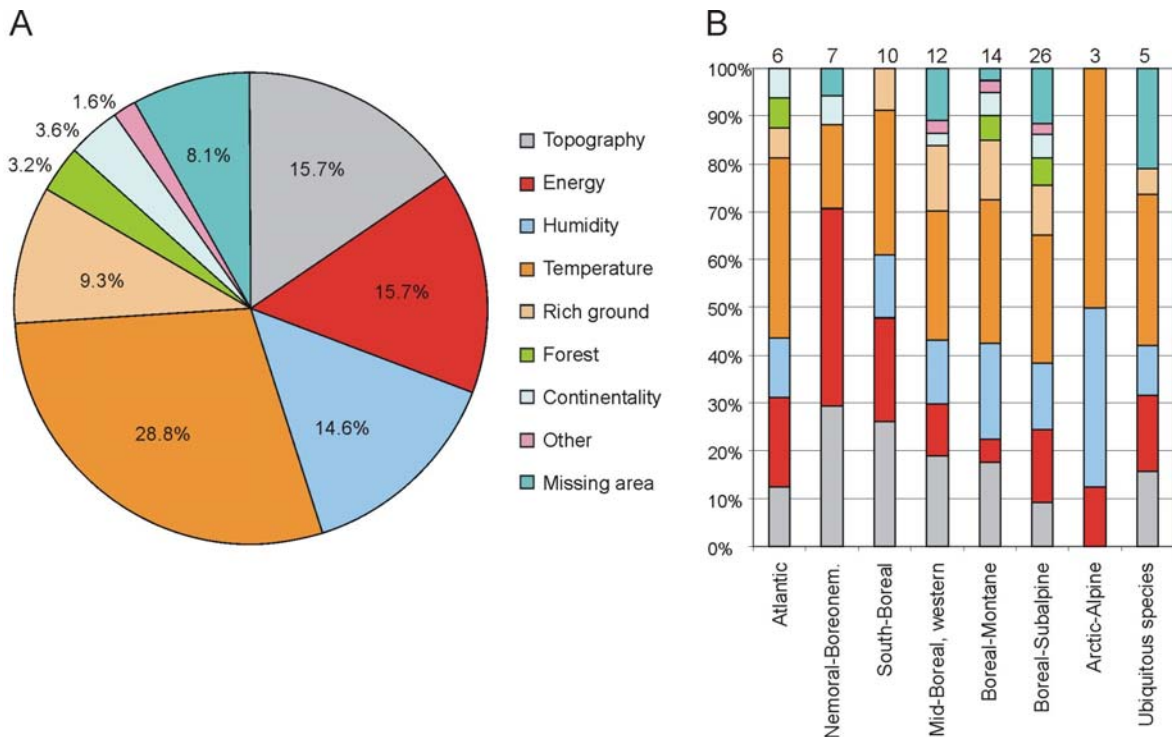 A
1.6%
3.6%
3.2%
8.1%
15.7%
9.3%
15.7%
28.8%
14.6%
Topography
Energy
Humidity
Temperature
Rich ground
Forest
Continentality
Other
Missing area
B
6 7 10 12 14 26 3 5
100%
90%
80%
70%
60%
50%
40%
30%
20%
10%
0%
Atlantic
Nemoral-Boreonem.
South-Boreal
Mid-Boreal, western
Boreal-Montane
Boreal-Subalpine
Arctic-Alpine
Ubiquitous species